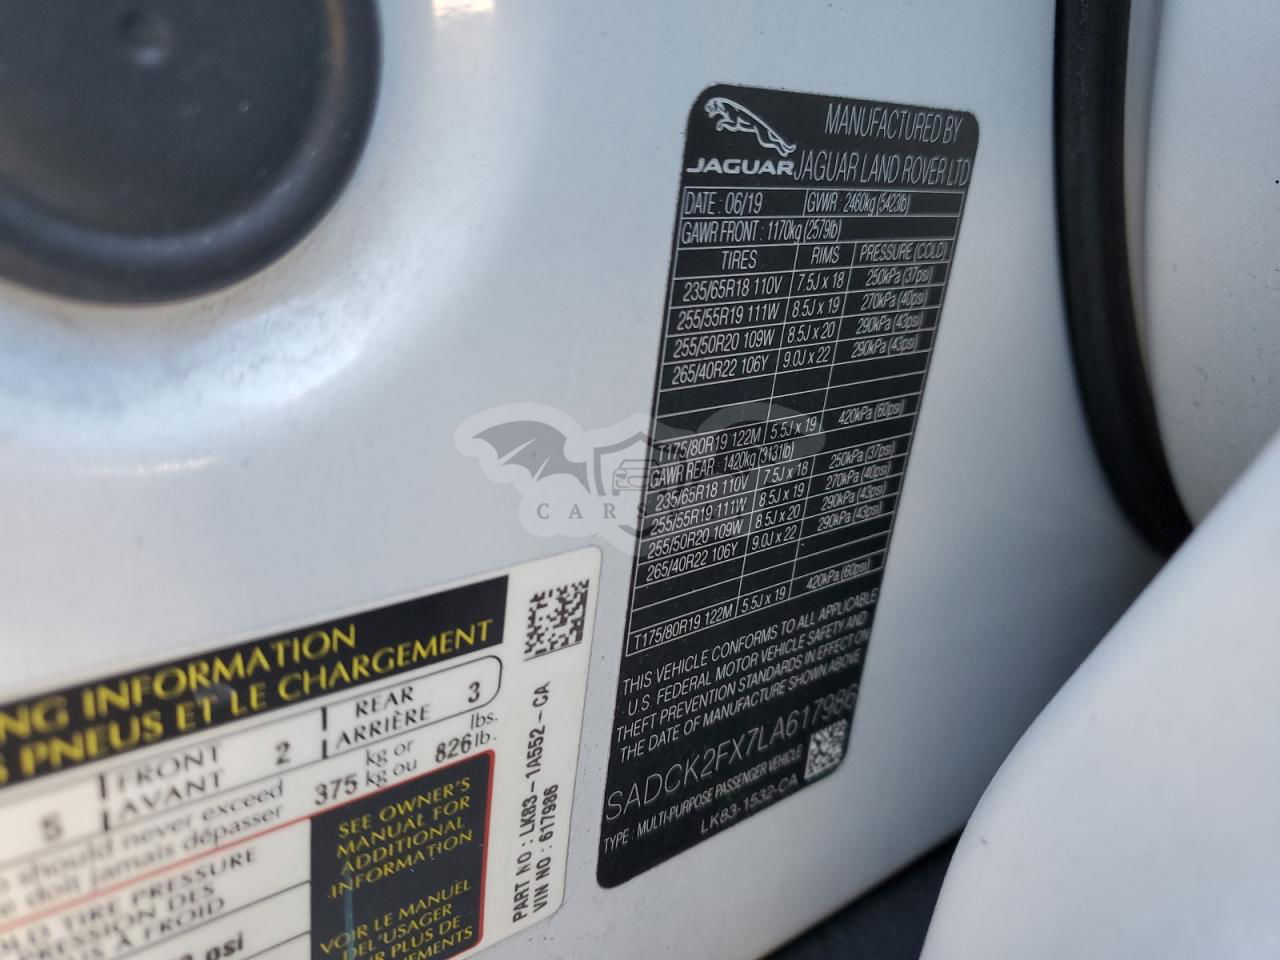 JAGUAR
MANUFACTURED BY
JAGUAR LAND ROVER LTD
DATE : 06/19 GVWR : 2460kg (5423lb)
GAWR FRONT : 1170kg (2579lb)
TIRES RIMS PRESSURE (COLD)
235/65R18 110V 7.5J x 18 250kPa (37psi)
255/55R19 111W 8.5J x 19 270kPa (40psi)
255/50R20 109W 8.5J x 20 290kPa (43psi)
265/40R22 106Y 9.0J x 22 290kPa (43psi)
T175/80R19 122M 5.5J x 19 420kPa (60psi)
GAWR REAR : 1420kg (3131lb)
235/65R18 110V 7.5J x 18 250kPa (37psi)
255/55R19 111W 8.5J x 19 270kPa (40psi)
255/50R20 109W 8.5J x 20 290kPa (43psi)
265/40R22 106Y 9.0J x 22 290kPa (43psi)
T175/80R19 122M 5.5J x 19 420kPa (60psi)
THIS VEHICLE CONFORMS TO ALL APPLICABLE
U.S. FEDERAL MOTOR VEHICLE SAFETY AND
THEFT PREVENTION STANDARDS IN EFFECT ON
THE DATE OF MANUFACTURE SHOWN ABOVE
SADCK2FX7LA617986
TYPE : MULTI-PURPOSE PASSENGER VEHICLE
LK83-1532-CA
CARS
INFORMATION
PNEUS ET LE CHARGEMENT
5 FRONT 2 REAR 3
AVANT ARRIÈRE
should never exceed 375 kg or 826 lbs.
doit jamais dépasser kg ou lb.
TIRE PRESSURE
PRESSION DES
À FROID
psi
SEE OWNER'S
MANUAL FOR
ADDITIONAL
INFORMATION
VOIR LE MANUEL
DE L'USAGER
PLUS DE
PART NO : LK83-1A552-CA
VIN NO : 617986